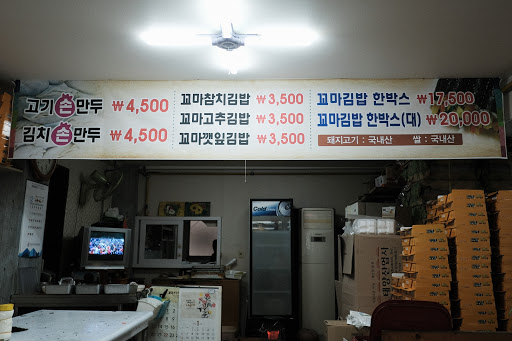 고기손만두 ₩4,500
김치손만두 ₩4,500
꼬마참치김밥 ₩3,500
꼬마고추김밥 ₩3,500
꼬마깻잎김밥 ₩3,500
꼬마김밥 한박스 ₩17,500
꼬마김밥 한박스(대) ₩20,000
돼지고기 : 국내산 쌀 : 국내산